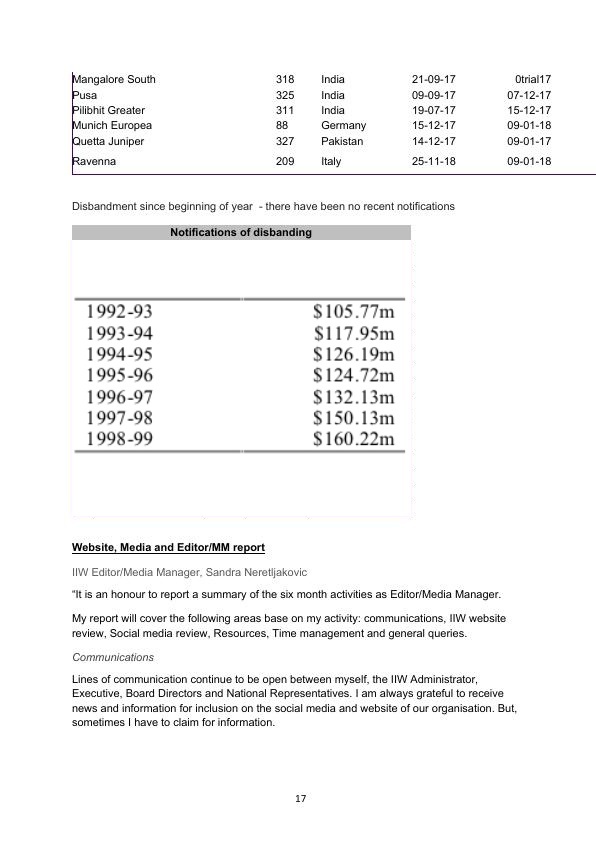 Mangalore South 318 India 21-09-17 0trial17
Pusa 325 India 09-09-17 07-12-17
Pilibhit Greater 311 India 19-07-17 15-12-17
Munich Europea 88 Germany 15-12-17 09-01-18
Quetta Juniper 327 Pakistan 14-12-17 09-01-17
Ravenna 209 Italy 25-11-18 09-01-18
Disbandment since beginning of year - there have been no recent notifications
Notifications of disbanding
1992-93 $105.77m
1993-94 $117.95m
1994-95 $126.19m
1995-96 $124.72m
1996-97 $132.13m
1997-98 $150.13m
1998-99 $160.22m
Website, Media and Editor/MM report
IIW Editor/Media Manager, Sandra Neretljakovic
“It is an honour to report a summary of the six month activities as Editor/Media Manager.
My report will cover the following areas base on my activity: communications, IIW website
review, Social media review, Resources, Time management and general queries.
Communications
Lines of communication continue to be open between myself, the IIW Administrator,
Executive, Board Directors and National Representatives. I am always grateful to receive
news and information for inclusion on the social media and website of our organisation. But,
sometimes I have to claim for information.
17